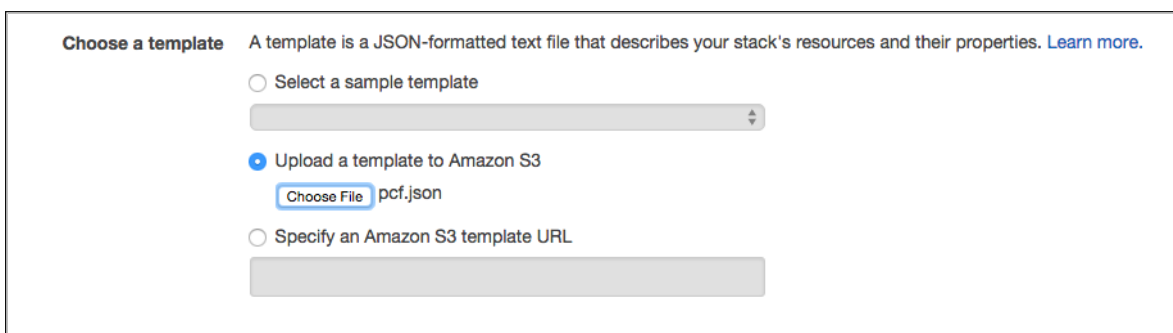 Choose a template A template is a JSON-formatted text file that describes your stack's resources and their properties. Learn more.
Select a sample template
Upload a template to Amazon S3
Choose File pcf.json
Specify an Amazon S3 template URL